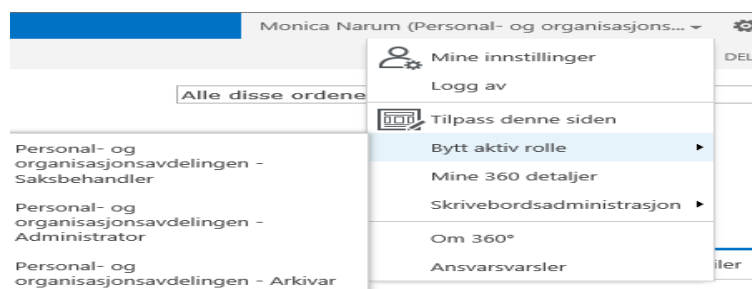 Monica Narum (Personal- og organisasjons...
Mine innstillinger
DEL
Logg av
Alle disse ordene
Tilpass denne siden
Bytt aktiv rolle
Mine 360 detaljer
Skrivebordsadministrasjon
Om 360°
Ansvarsvarsler
iler
Personal- og
organisasjonsavdelingen -
Saksbehandler
Personal- og
organisasjonsavdelingen -
Administrator
Personal- og
organisasjonsavdelingen - Arkivar